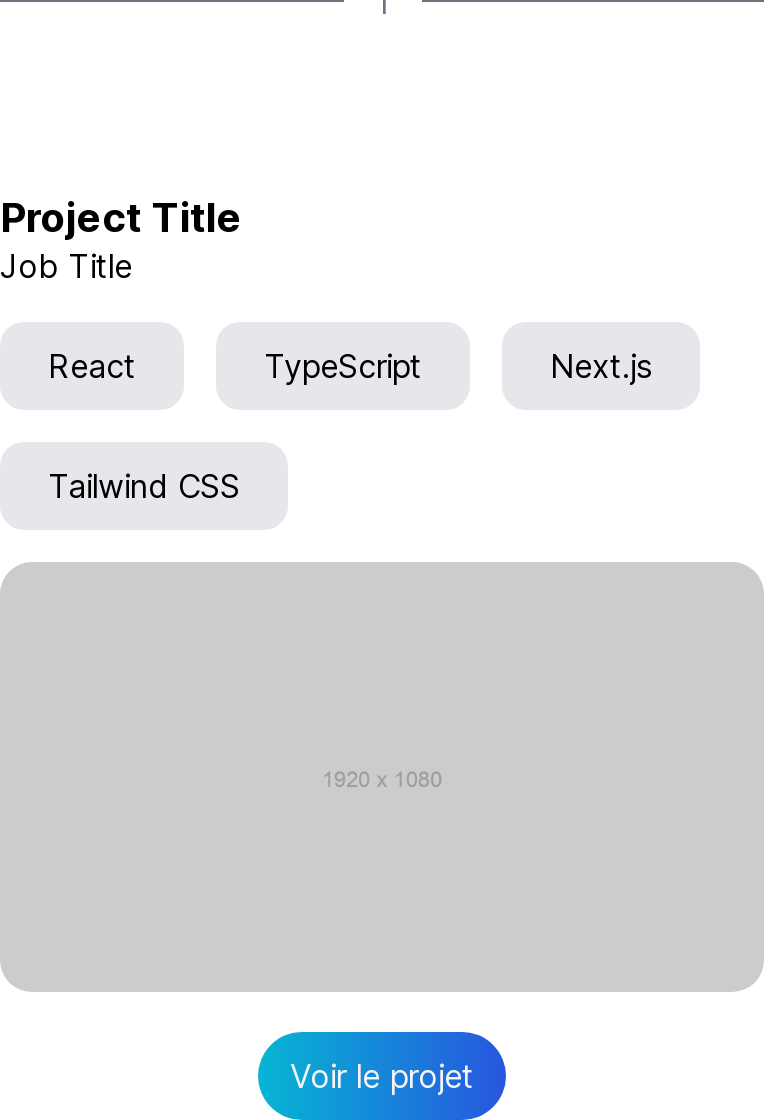 Project Title
Job Title
React TypeScript Next.js
Tailwind CSS
1920 x 1080
Voir le projet